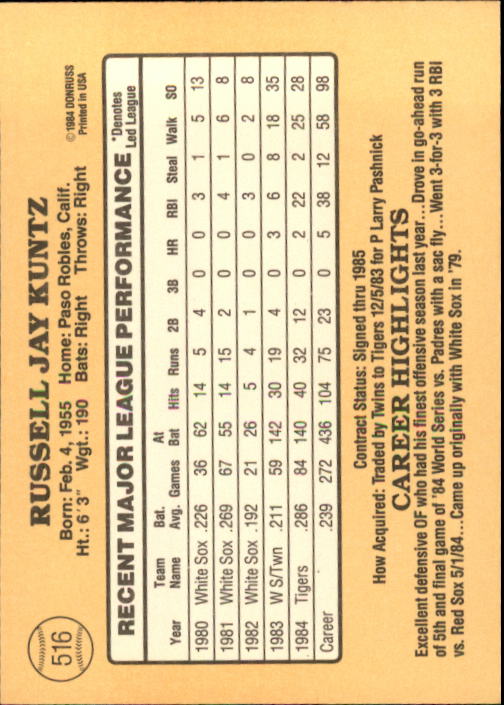 516
RUSSELL JAY KUNTZ
Born: Feb. 4, 1955 Home: Paso Robles, Calif.
Ht.: 6'3" Wgt.: 190 Bats: Right Throws: Right
© 1984 DONRUSS
Printed in USA
RECENT MAJOR LEAGUE PERFORMANCE *Denotes Led League
Year Team Name Bat. Avg. Games At Bat Hits Runs 2B 3B HR RBI Steal Walk SO
1980 White Sox .226 36 62 14 5 4 0 0 3 1 5 13
1981 White Sox .269 67 55 14 15 2 0 0 4 1 6 8
1982 White Sox .192 21 26 5 4 1 0 0 3 0 2 8
1983 W S/Twn .211 59 142 30 19 4 0 3 6 8 18 35
1984 Tigers .286 84 140 40 32 12 0 2 22 2 25 28
Career .239 272 436 104 75 23 0 5 38 12 58 98
Contract Status: Signed thru 1985
How Acquired: Traded by Twins to Tigers 12/5/83 for P Larry Pashnick
CAREER HIGHLIGHTS
Excellent defensive OF who had his finest offensive season last year...Drove in go-ahead run
of 5th and final game of '84 World Series vs. Padres with a sac fly...Went 3-for-3 with 3 RBI
vs. Red Sox 5/1/84...Came up originally with White Sox in '79.